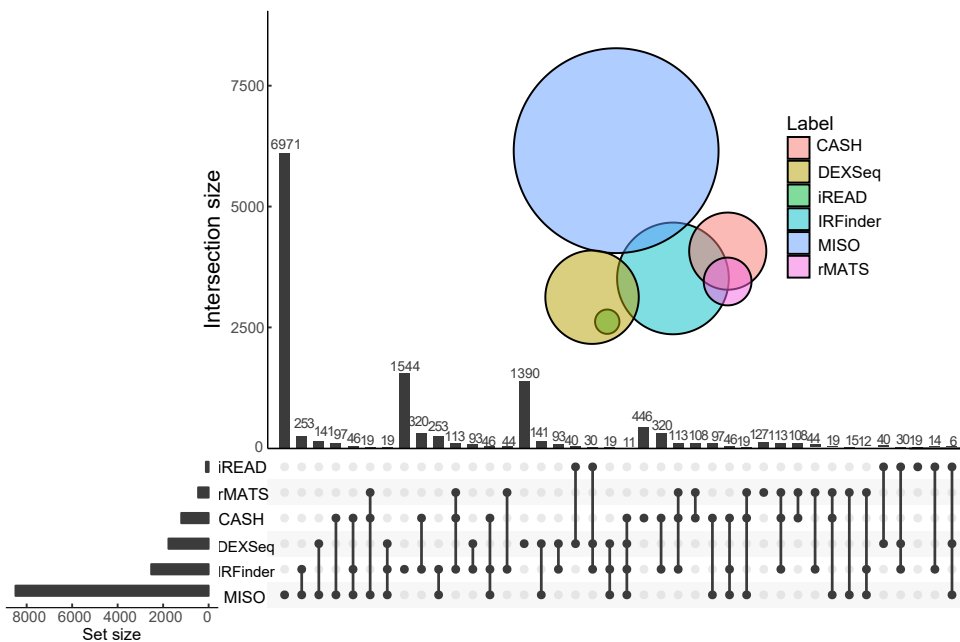 7500
5000
2500
0
Intersection size
6971
253
141
97
46
19
19
1544
320
253
113
93
46
44
1390
141
93
40
30
19
11
446
320
113
108
97
46
19
127
113
108
44
19
15
12
40
30
19
14
6
Label
CASH
DEXSeq
iREAD
IRFinder
MISO
rMATS
iREAD
rMATS
CASH
DEXSeq
IRFinder
MISO
8000 6000 4000 2000 0
Set size